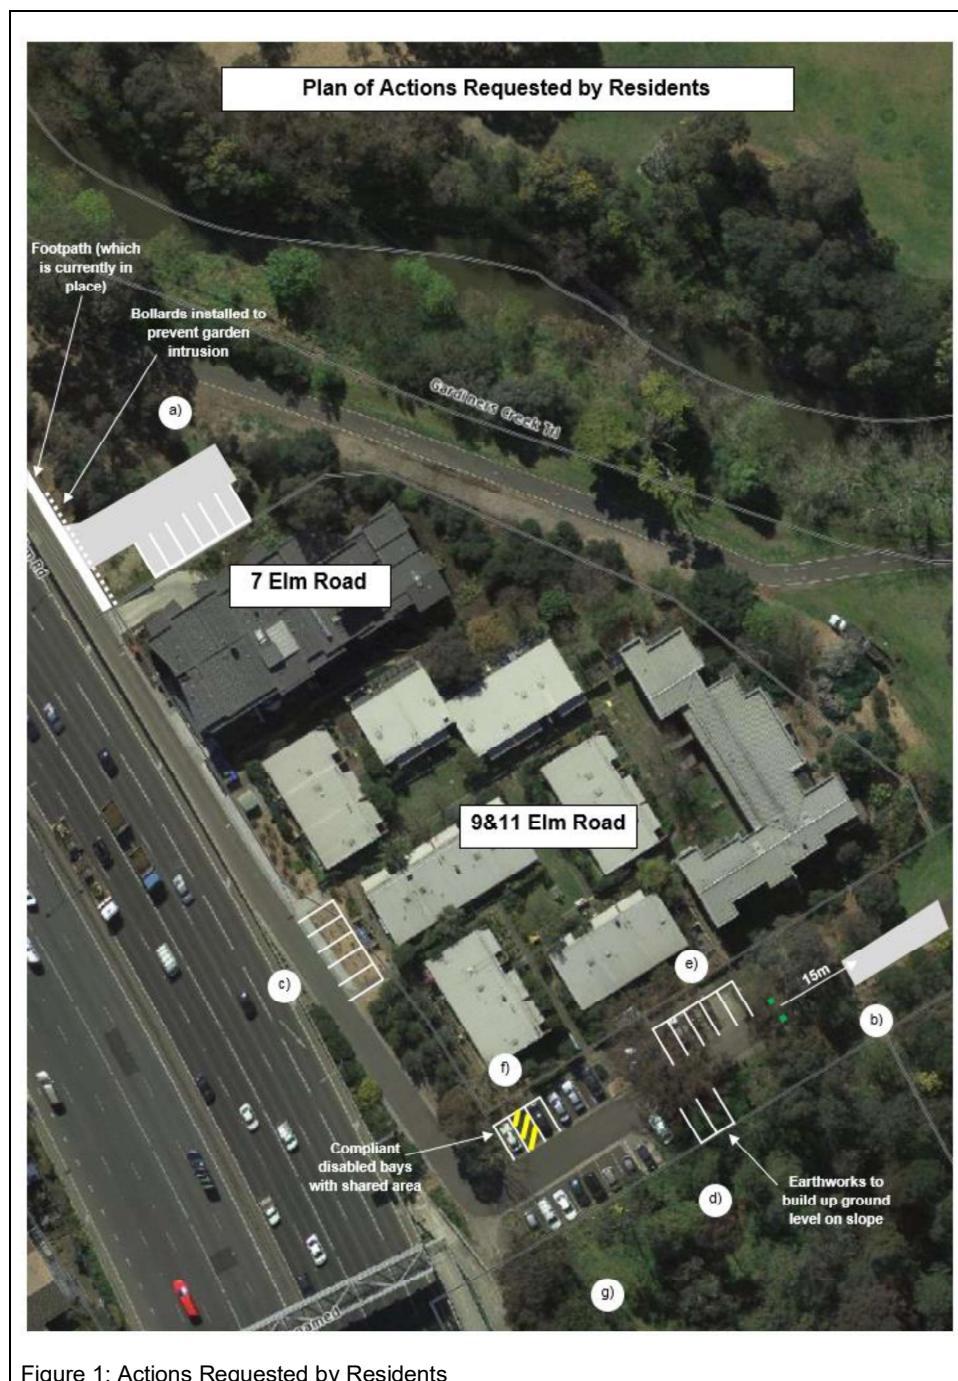 Plan of Actions Requested by Residents
Footpath (which
is currently in
place)
Bollards installed to
prevent garden
intrusion
a)
Gardiners Creek Trl
Rd
7 Elm Road
9&11 Elm Road
c)
e)
15m
b)
f)
Compliant
disabled bays
with shared area
Earthworks to
build up ground
level on slope
d)
g)
Figure 1: Actions Requested by Residents